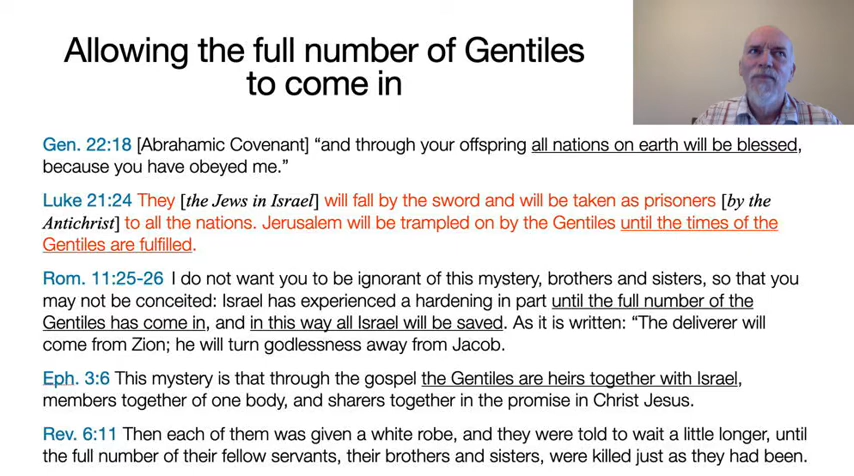 Allowing the full number of Gentiles
to come in
Gen. 22:18 [Abrahamic Covenant] “and through your offspring all nations on earth will be blessed,
because you have obeyed me.”
Luke 21:24 They [the Jews in Israel] will fall by the sword and will be taken as prisoners [by the
Antichrist] to all the nations. Jerusalem will be trampled on by the Gentiles until the times of the
Gentiles are fulfilled.
Rom. 11:25-26 I do not want you to be ignorant of this mystery, brothers and sisters, so that you
may not be conceited: Israel has experienced a hardening in part until the full number of the
Gentiles has come in, and in this way all Israel will be saved. As it is written: “The deliverer will
come from Zion; he will turn godlessness away from Jacob.
Eph. 3:6 This mystery is that through the gospel the Gentiles are heirs together with Israel,
members together of one body, and sharers together in the promise in Christ Jesus.
Rev. 6:11 Then each of them was given a white robe, and they were told to wait a little longer, until
the full number of their fellow servants, their brothers and sisters, were killed just as they had been.